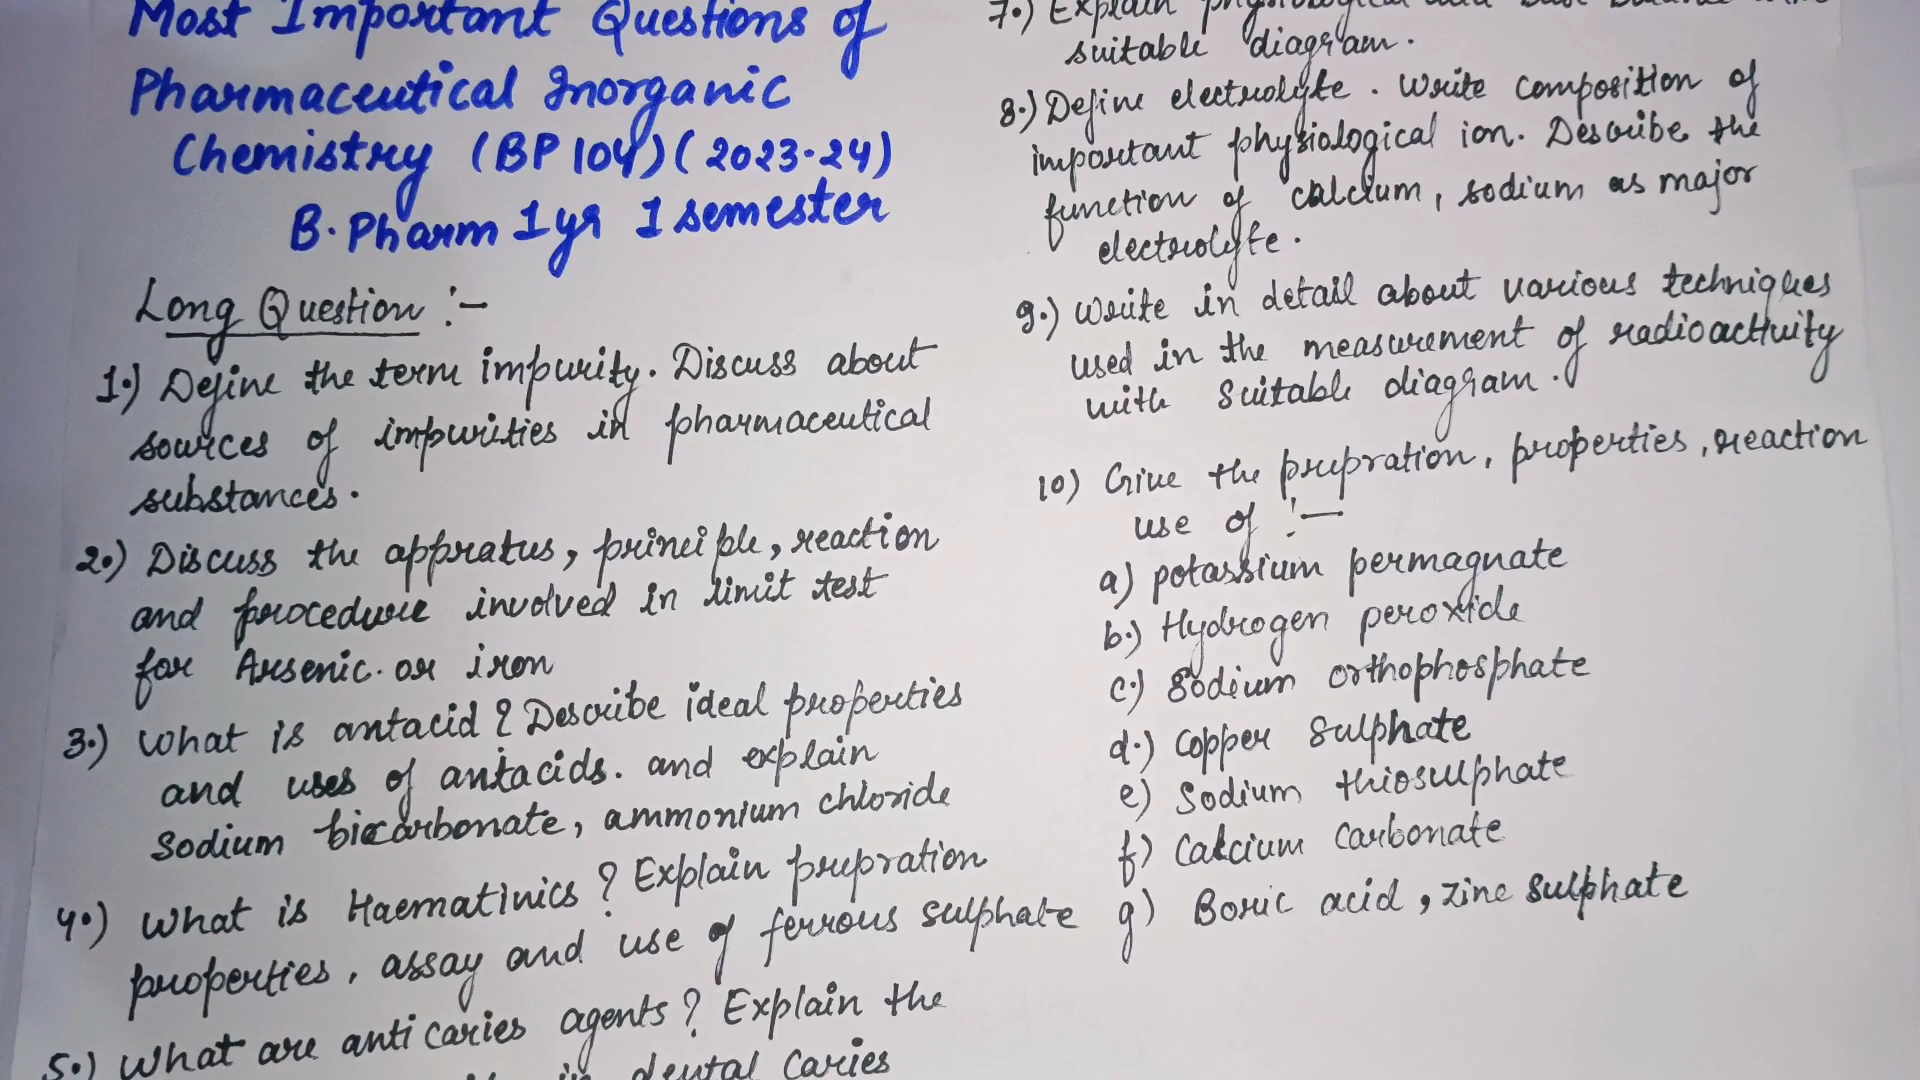 Most Important Questions of
Pharmaceutical Inorganic
Chemistry (BP 104) (2023-24)
B. Pharm 1 yr 1 semester
Long Question :-
1.) Define the term impurity. Discuss about
sources of impurities in pharmaceutical
substances.
2.) Discuss the appratus, principle, reaction
and procedure involved in limit test
for Arsenic. or iron
3.) What is antacid? Describe ideal properties
and uses of antacids. and explain
Sodium bicarbonate, ammonium chloride
4.) What is Haematinics? Explain prepration
properties, assay and use of ferrous sulphate
5.) What are anti caries agents? Explain the
in dental caries
7.) Explain physiological acid base balance
suitable diagram.
8.) Define electrolyte. Write composition of
important physiological ion. Describe the
function of calcium, sodium as major
electrolyte.
9.) Write in detail about various techniques
used in the measurement of radioactivity
with suitable diagram.
10) Give the prepration, properties, reaction
use of :-
a) potassium permagnate
b.) Hydrogen peroxide
c.) Sodium orthophosphate
d.) Copper Sulphate
e) Sodium thiosulphate
f) Calcium Carbonate
g) Boric acid, Zinc sulphate